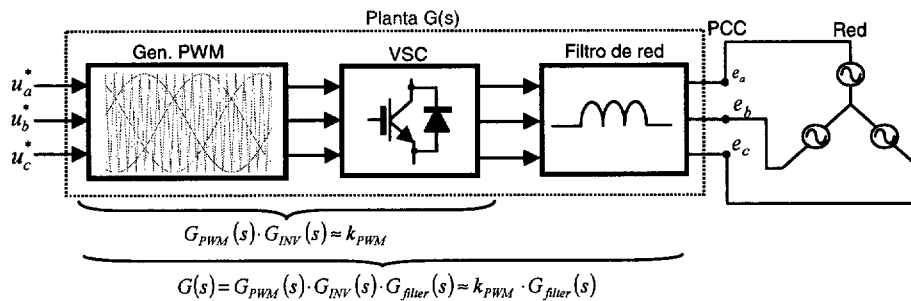 Planta G(s)
Gen. PWM
VSC
Filtro de red
PCC
Red
u*a
u*b
u*c
ea
eb
ec
GPWM(s)·GINV(s)≈kPWM
G(s)=GPWM(s)·GINV(s)·Gfilter(s)≈kPWM·Gfilter(s)